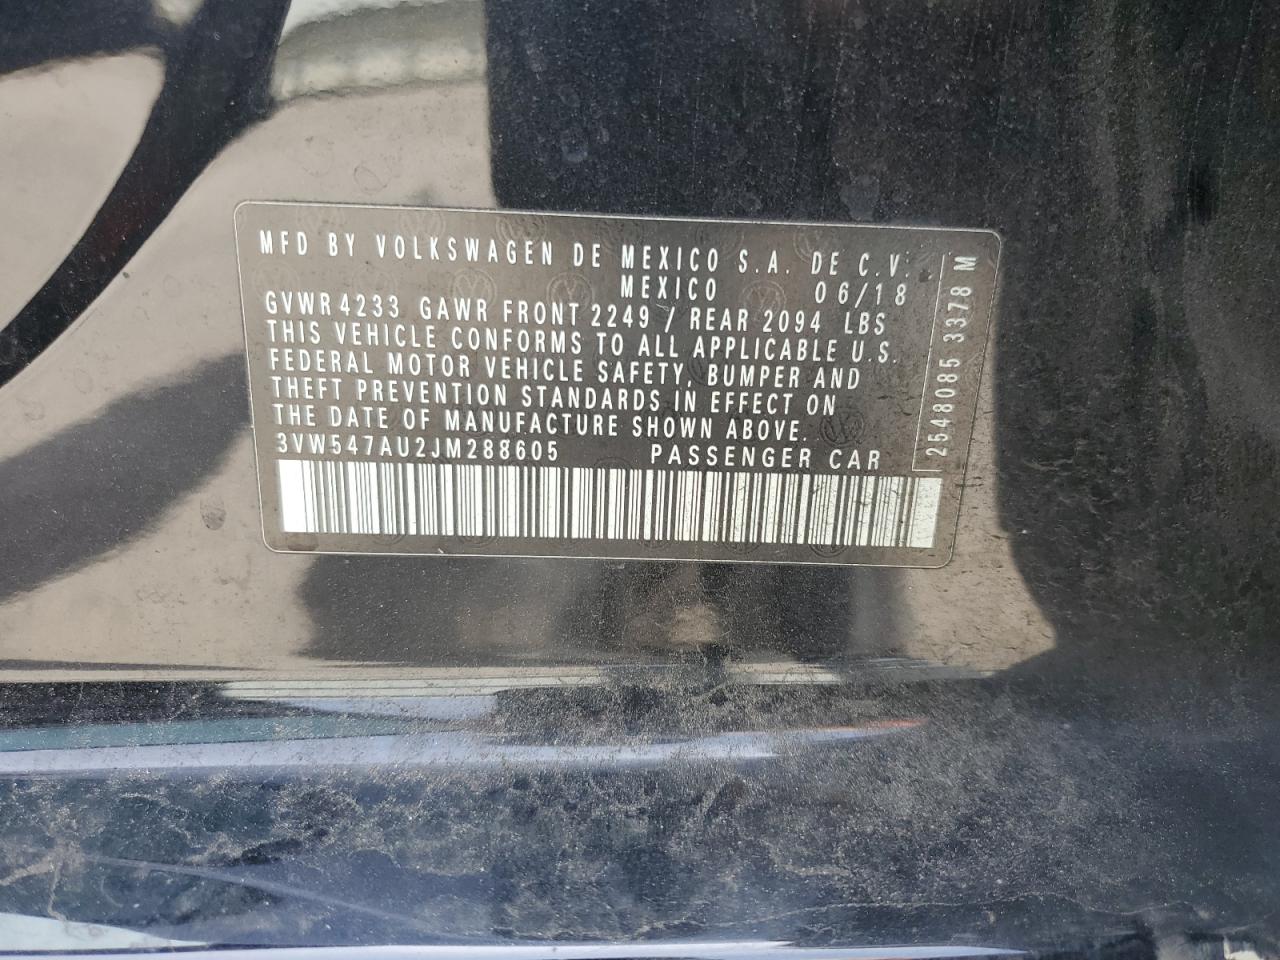 MFD BY VOLKSWAGEN DE MEXICO S.A. DE C.V.
MEXICO 06/18
GVWR 4233 GAWR FRONT 2249 / REAR 2094 LBS
THIS VEHICLE CONFORMS TO ALL APPLICABLE U.S.
FEDERAL MOTOR VEHICLE SAFETY, BUMPER AND
THEFT PREVENTION STANDARDS IN EFFECT ON
THE DATE OF MANUFACTURE SHOWN ABOVE.
3VW547AU2JM288605 PASSENGER CAR
2548085 3378 M